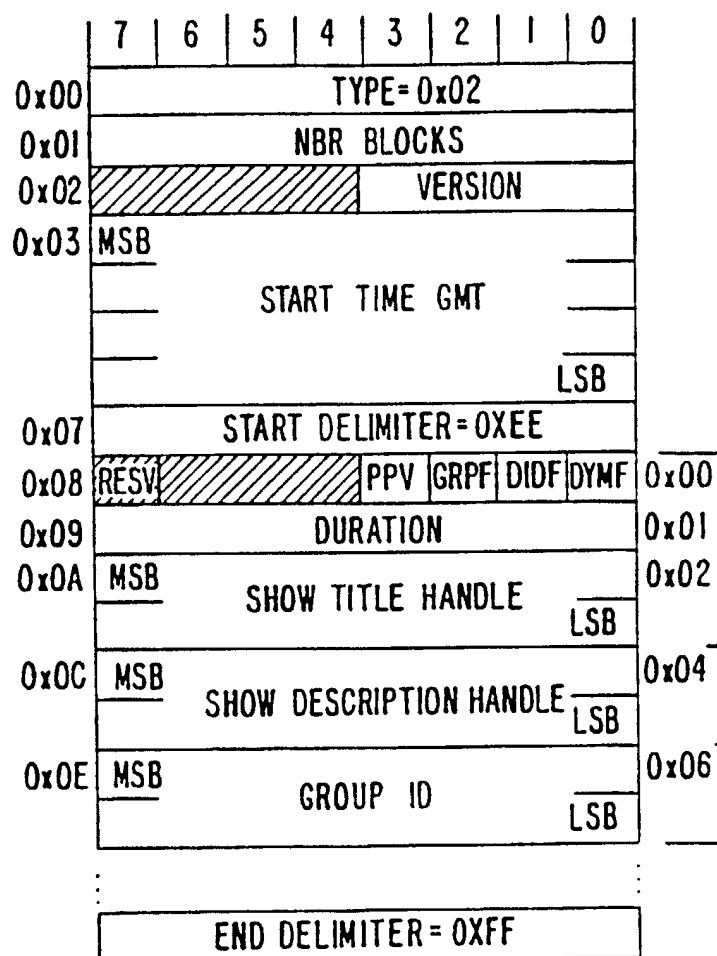 7 | 6 | 5 | 4 | 3 | 2 | 1 | 0
0x00 TYPE=0x02
0x01 NBR BLOCKS
0x02 VERSION
0x03 MSB
START TIME GMT
LSB
0x07 START DELIMITER=0XEE
0x08 RESV PPV GRPF DIDF DYMF 0x00
0x09 DURATION 0x01
0x0A MSB 0x02
SHOW TITLE HANDLE
LSB
0x0C MSB 0x04
SHOW DESCRIPTION HANDLE
LSB
0x0E MSB 0x06
GROUP ID
LSB
END DELIMITER=0XFF